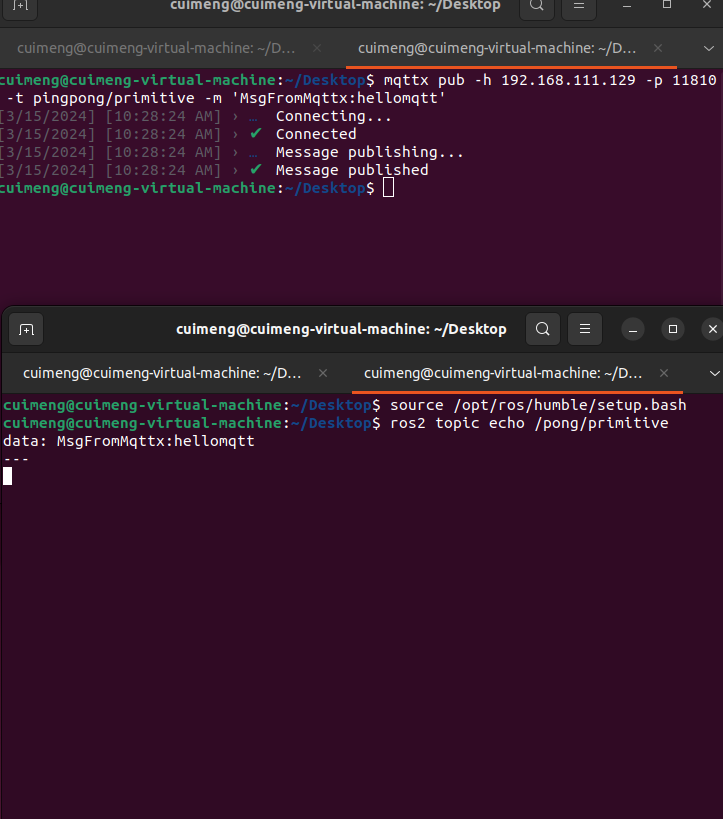 cuimeng@cuimeng-virtual-machine: ~/Desktop
cuimeng@cuimeng-virtual-machine: ~/D... × cuimeng@cuimeng-virtual-machine: ~/D... ×
cuimeng@cuimeng-virtual-machine:~/Desktop$ mqttx pub -h 192.168.111.129 -p 11810
-t pingpong/primitive -m 'MsgFromMqttx:hellomqtt'
[3/15/2024] [10:28:24 AM] › … Connecting...
[3/15/2024] [10:28:24 AM] › ✔ Connected
[3/15/2024] [10:28:24 AM] › … Message publishing...
[3/15/2024] [10:28:24 AM] › ✔ Message published
cuimeng@cuimeng-virtual-machine:~/Desktop$
cuimeng@cuimeng-virtual-machine: ~/Desktop
cuimeng@cuimeng-virtual-machine: ~/D... × cuimeng@cuimeng-virtual-machine: ~/D... ×
cuimeng@cuimeng-virtual-machine:~/Desktop$ source /opt/ros/humble/setup.bash
cuimeng@cuimeng-virtual-machine:~/Desktop$ ros2 topic echo /pong/primitive
data: MsgFromMqttx:hellomqtt
---